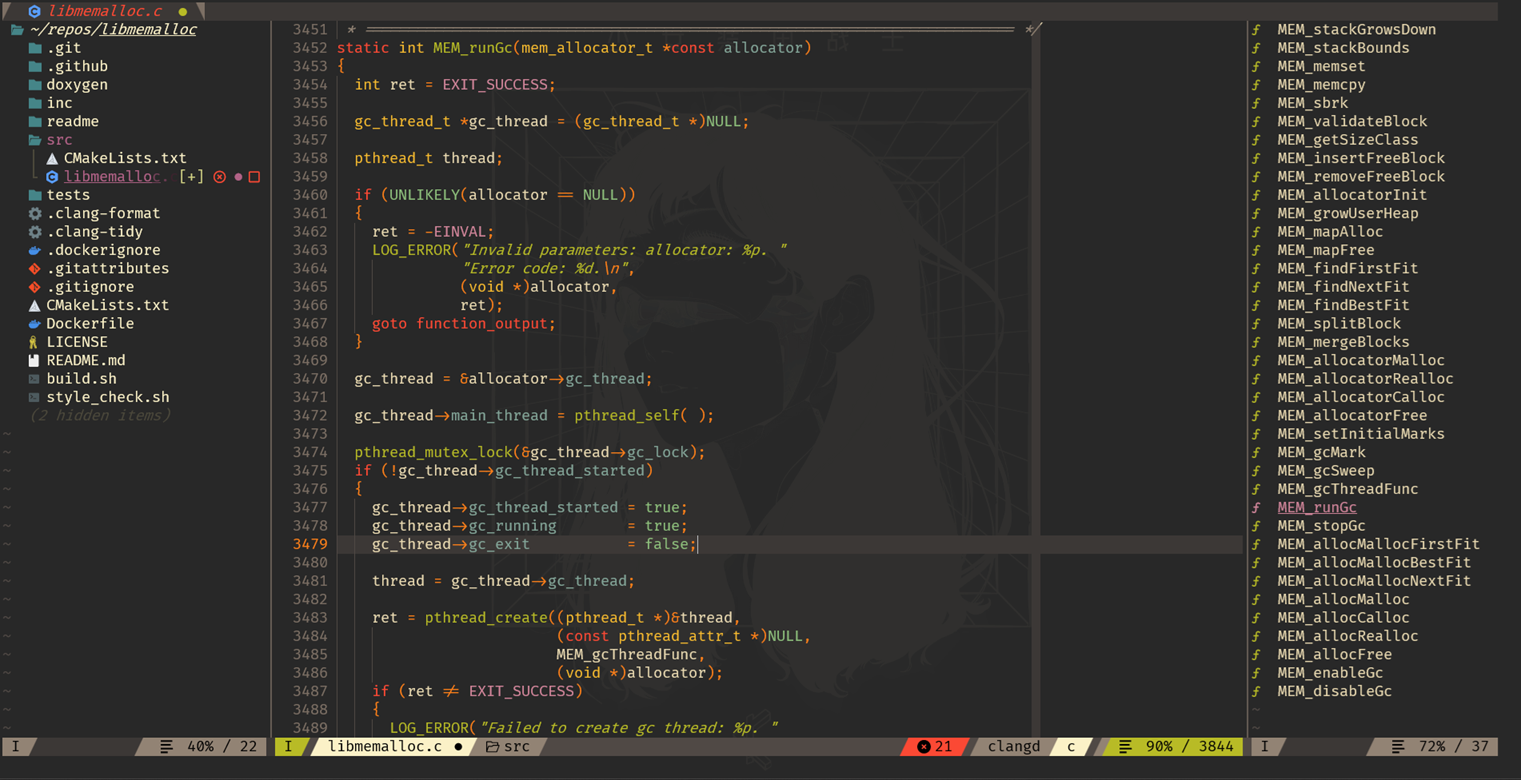 libmemalloc.c ●
~/repos/libmemalloc
.git
.github
doxygen
inc
readme
src
CMakeLists.txt
libmemalloc. [+]
tests
.clang-format
.clang-tidy
.dockerignore
.gitattributes
.gitignore
CMakeLists.txt
Dockerfile
LICENSE
README.md
build.sh
style_check.sh
(2 hidden items)
3451 * ============================================================ */
3452 static int MEM_runGc(mem_allocator_t *const allocator)
3453 {
3454 int ret = EXIT_SUCCESS;
3455
3456 gc_thread_t *gc_thread = (gc_thread_t *)NULL;
3457
3458 pthread_t thread;
3459
3460 if (UNLIKELY(allocator == NULL))
3461 {
3462 ret = -EINVAL;
3463 LOG_ERROR("Invalid parameters: allocator: %p. "
3464 "Error code: %d.\n",
3465 (void *)allocator,
3466 ret);
3467 goto function_output;
3468 }
3469
3470 gc_thread = &allocator->gc_thread;
3471
3472 gc_thread->main_thread = pthread_self( );
3473
3474 pthread_mutex_lock(&gc_thread->gc_lock);
3475 if (!gc_thread->gc_thread_started)
3476 {
3477 gc_thread->gc_thread_started = true;
3478 gc_thread->gc_running = true;
3479 gc_thread->gc_exit = false;
3480
3481 thread = gc_thread->gc_thread;
3482
3483 ret = pthread_create((pthread_t *)&thread,
3484 (const pthread_attr_t *)NULL,
3485 MEM_gcThreadFunc,
3486 (void *)allocator);
3487 if (ret != EXIT_SUCCESS)
3488 {
3489 LOG_ERROR("Failed to create gc thread: %p. "
MEM_stackGrowsDown
MEM_stackBounds
MEM_memset
MEM_memcpy
MEM_sbrk
MEM_validateBlock
MEM_getSizeClass
MEM_insertFreeBlock
MEM_removeFreeBlock
MEM_allocatorInit
MEM_growUserHeap
MEM_mapAlloc
MEM_mapFree
MEM_findFirstFit
MEM_findNextFit
MEM_findBestFit
MEM_splitBlock
MEM_mergeBlocks
MEM_allocatorMalloc
MEM_allocatorRealloc
MEM_allocatorCalloc
MEM_allocatorFree
MEM_setInitialMarks
MEM_gcMark
MEM_gcSweep
MEM_gcThreadFunc
MEM_runGc
MEM_stopGc
MEM_allocMallocFirstFit
MEM_allocMallocBestFit
MEM_allocMallocNextFit
MEM_allocMalloc
MEM_allocCalloc
MEM_allocRealloc
MEM_allocFree
MEM_enableGc
MEM_disableGc
I 40% / 22
I libmemalloc.c ● src 21 clangd c 90% / 3844
I 72% / 37